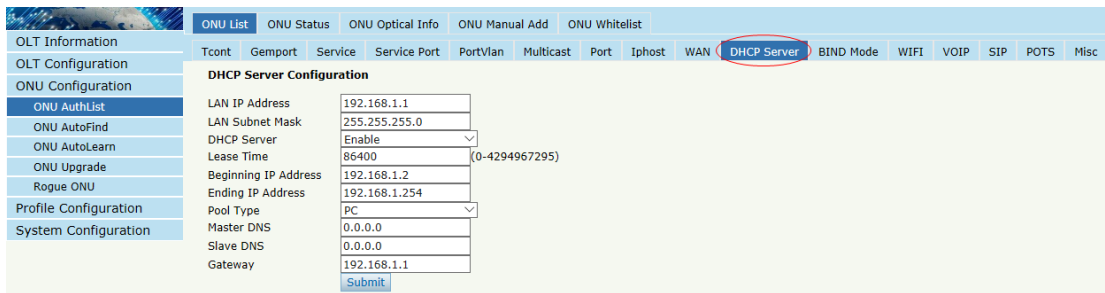 ONU List ONU Status ONU Optical Info ONU Manual Add ONU Whitelist
OLT Information
OLT Configuration
ONU Configuration
ONU AuthList
ONU AutoFind
ONU AutoLearn
ONU Upgrade
Rogue ONU
Profile Configuration
System Configuration
Tcont Gemport Service Service Port PortVlan Multicast Port Iphost WAN DHCP Server BIND Mode WIFI VOIP SIP POTS Misc
DHCP Server Configuration
LAN IP Address 192.168.1.1
LAN Subnet Mask 255.255.255.0
DHCP Server Enable
Lease Time 86400 (0-4294967295)
Beginning IP Address 192.168.1.2
Ending IP Address 192.168.1.254
Pool Type PC
Master DNS 0.0.0.0
Slave DNS 0.0.0.0
Gateway 192.168.1.1
Submit